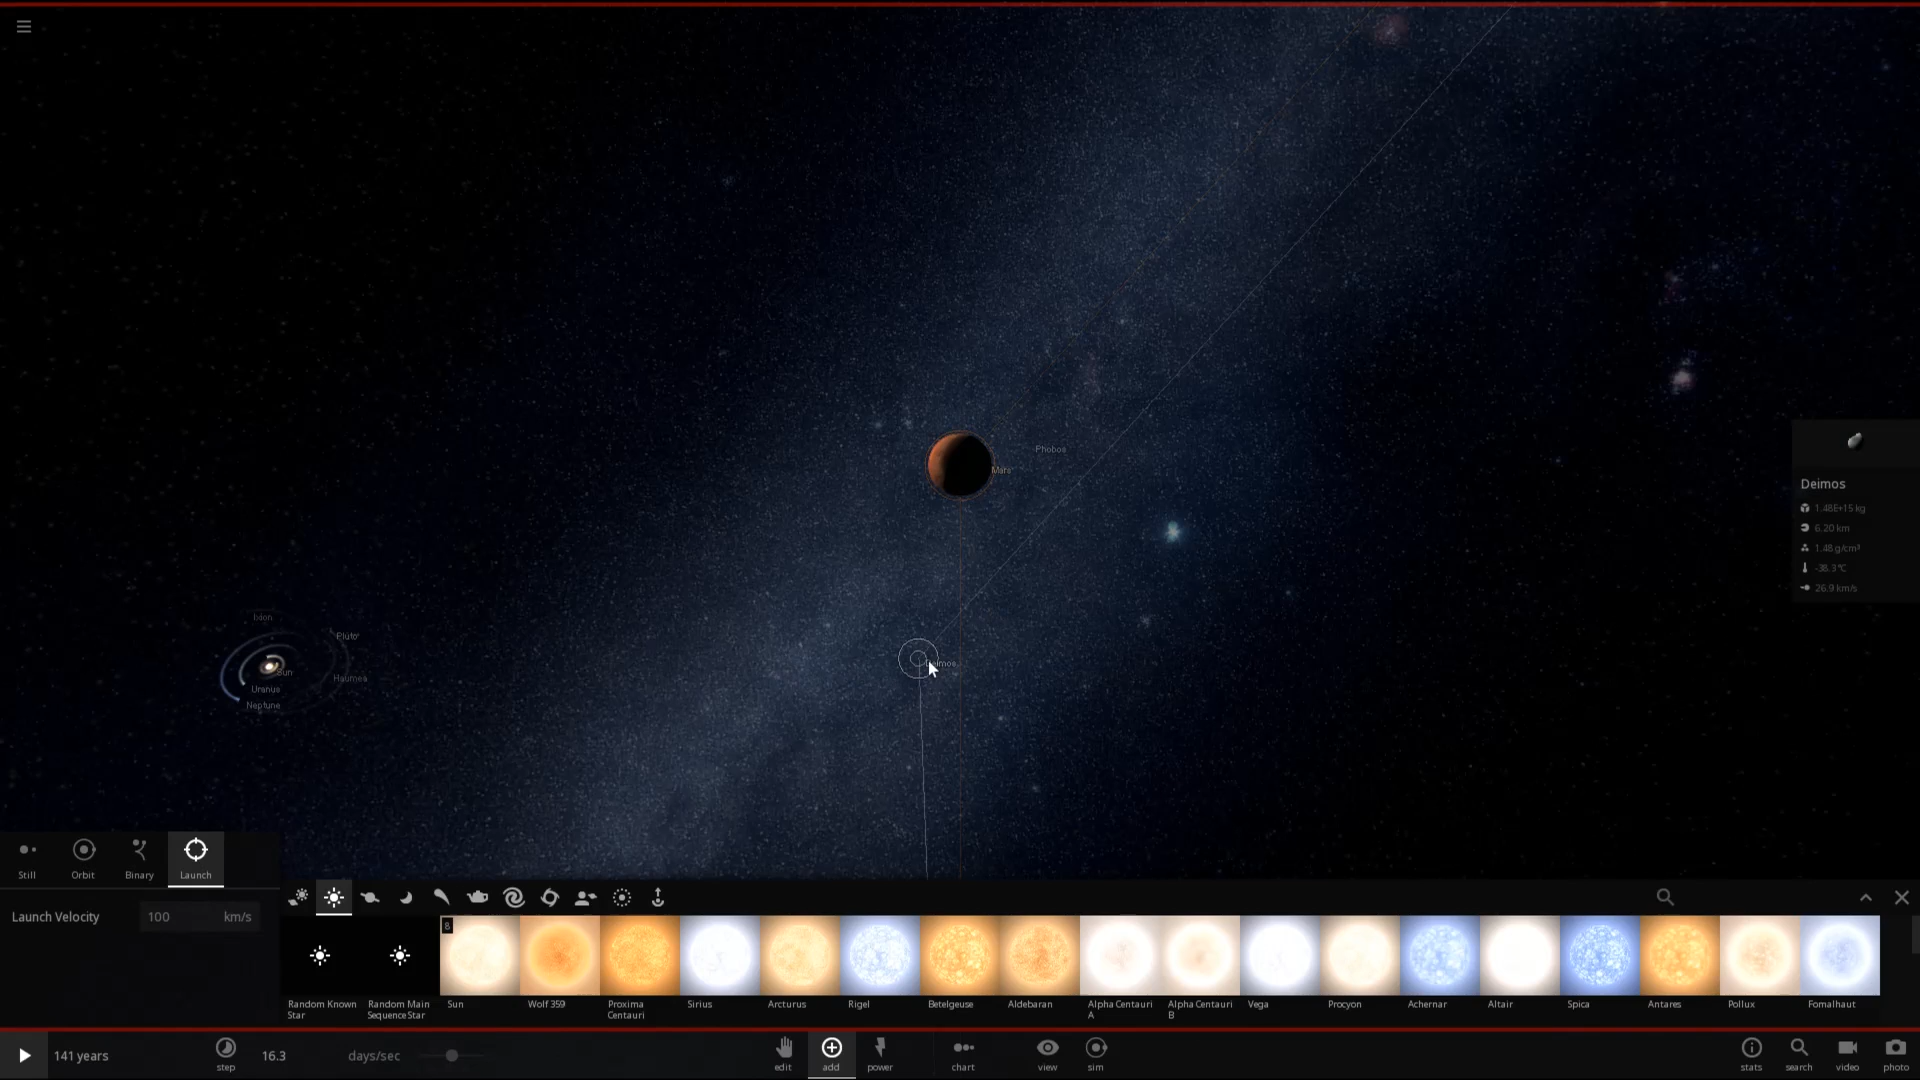 Phobos
Mars
Deimos
Deimos
1.48E+15 kg
6.20 km
1.48 g/cm³
-38.3 °C
26.9 km/s
Ixion
Pluto
Sun
Haumea
Uranus
Neptune
Still
Orbit
Binary
Launch
Launch Velocity
100
km/s
8
Random Known Star
Random Main Sequence Star
Sun
Wolf 359
Proxima Centauri
Sirius
Arcturus
Rigel
Betelgeuse
Aldebaran
Alpha Centauri A
Alpha Centauri B
Vega
Procyon
Achernar
Altair
Spica
Antares
Pollux
Fomalhaut
141 years
step
16.3
days/sec
edit
add
power
chart
view
sim
stats
search
video
photo